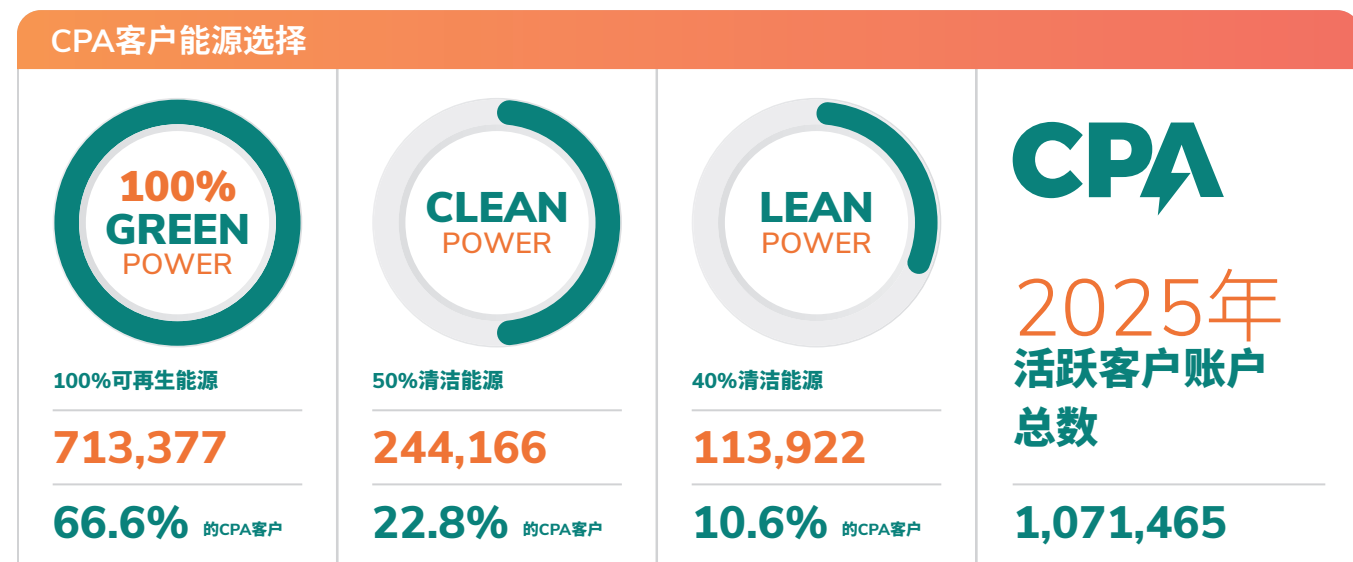 CPA客户能源选择
100%
GREEN
POWER
100%可再生能源
713,377
66.6% 的CPA客户
CLEAN
POWER
50%清洁能源
244,166
22.8% 的CPA客户
LEAN
POWER
40%清洁能源
113,922
10.6% 的CPA客户
CPA
2025年
活跃客户账户
总数
1,071,465